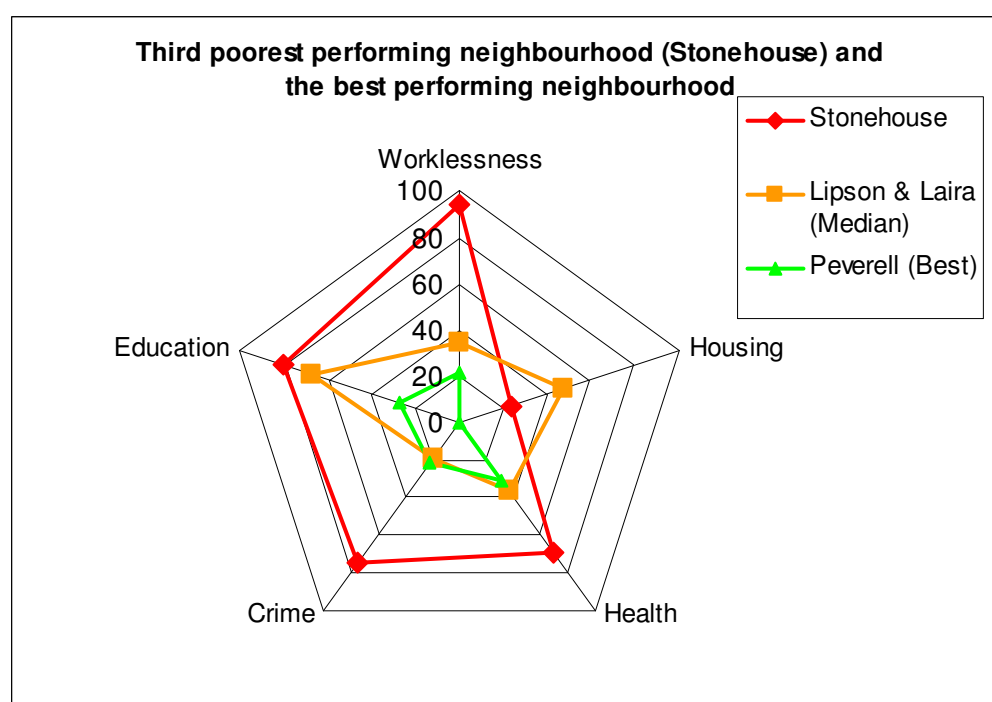 Third poorest performing neighbourhood (Stonehouse) and
the best performing neighbourhood
Stonehouse
Lipson & Laira
(Median)
Peverell (Best)
Worklessness
100
80
60
40
20
0
Education
Housing
Crime
Health